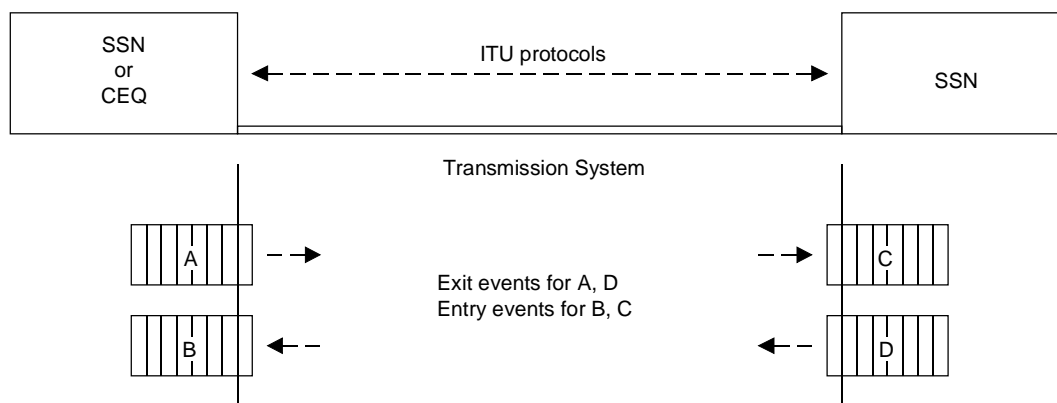 SSN
or
CEQ
ITU protocols
SSN
Transmission System
A
C
Exit events for A, D
Entry events for B, C
B
D